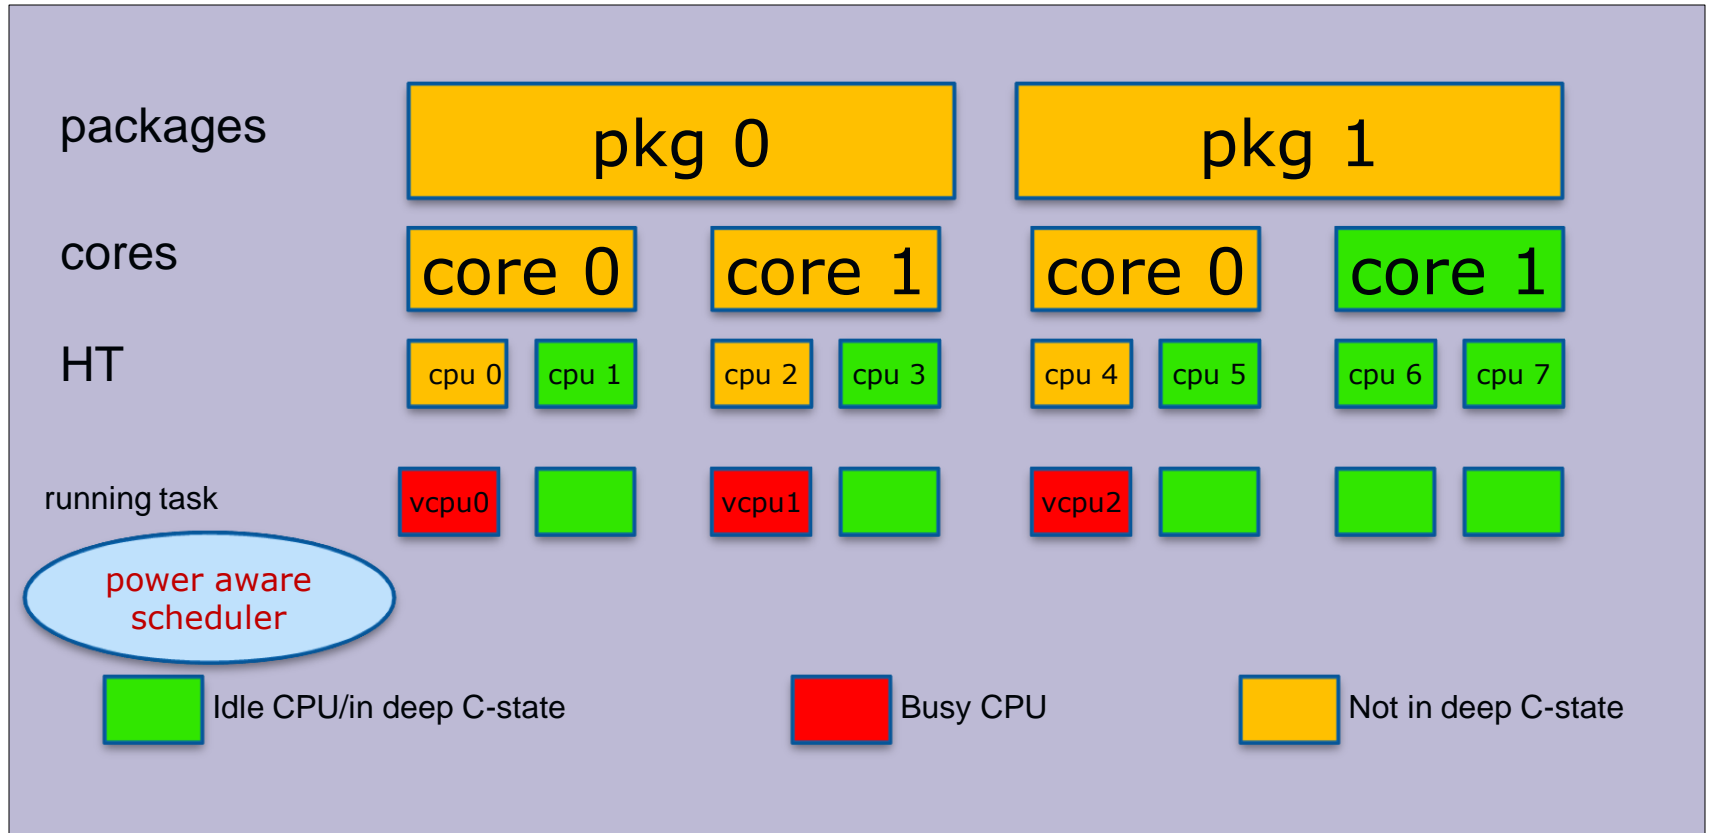 packages
pkg 0
pkg 1
cores
core 0
core 1
core 0
core 1
HT
cpu 0
cpu 1
cpu 2
cpu 3
cpu 4
cpu 5
cpu 6
cpu 7
running task
vcpu0
vcpu1
vcpu2
power aware
scheduler
Idle CPU/in deep C-state
Busy CPU
Not in deep C-state